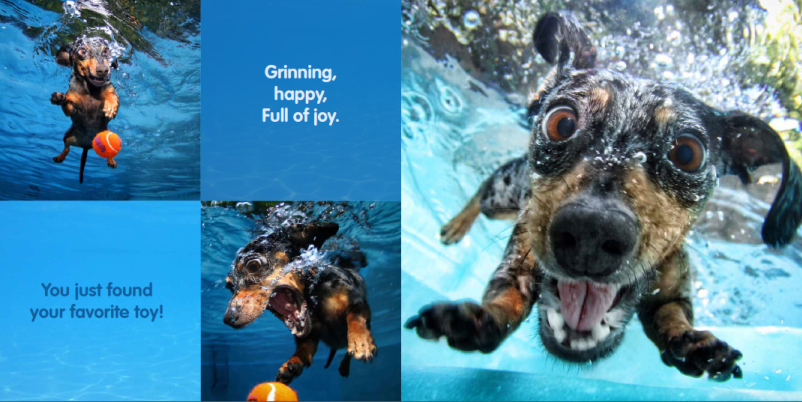 Grinning,
happy,
Full of joy.
You just found
your favorite toy!